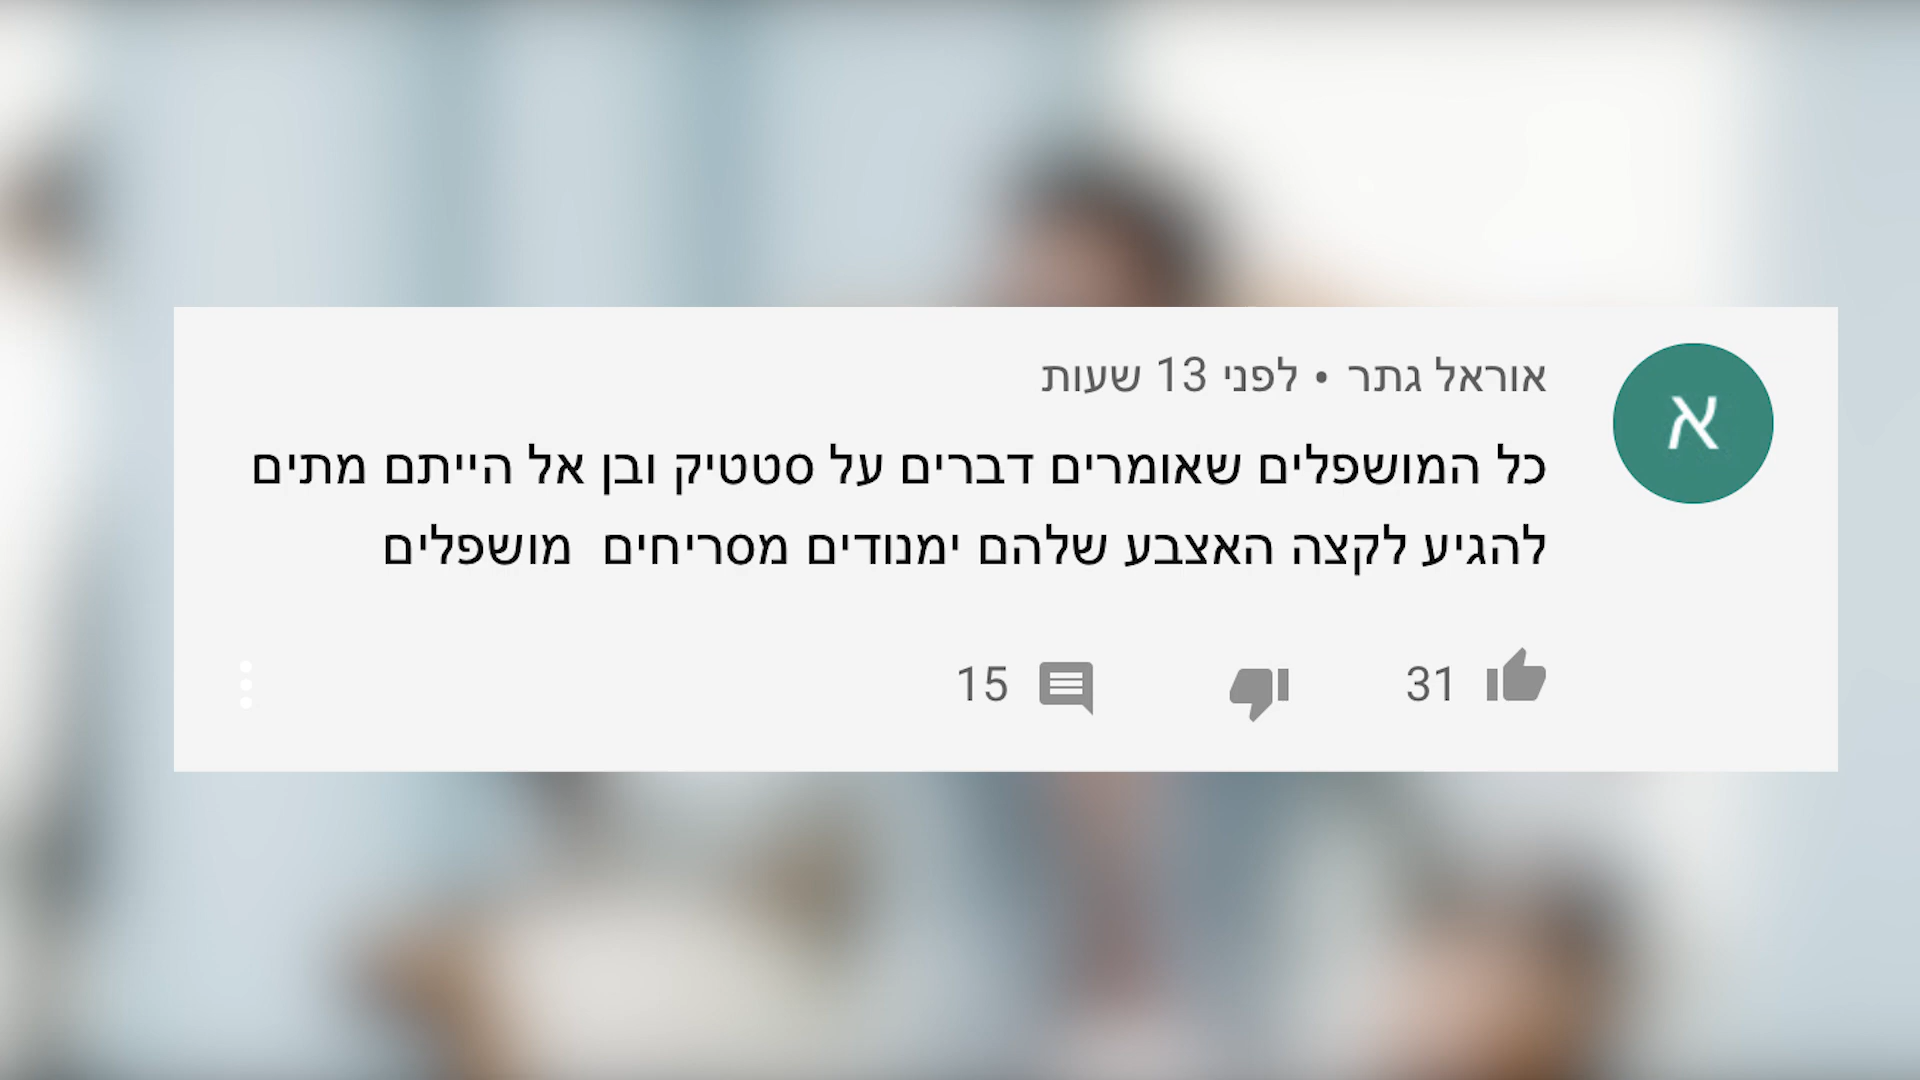 א
אוראל גתר • לפני 13 שעות
כל המושפלים שאומרים דברים על סטטיק ובן אל הייתם מתים
להגיע לקצה האצבע שלהם ימנודים מסריחים  מושפלים
31 15